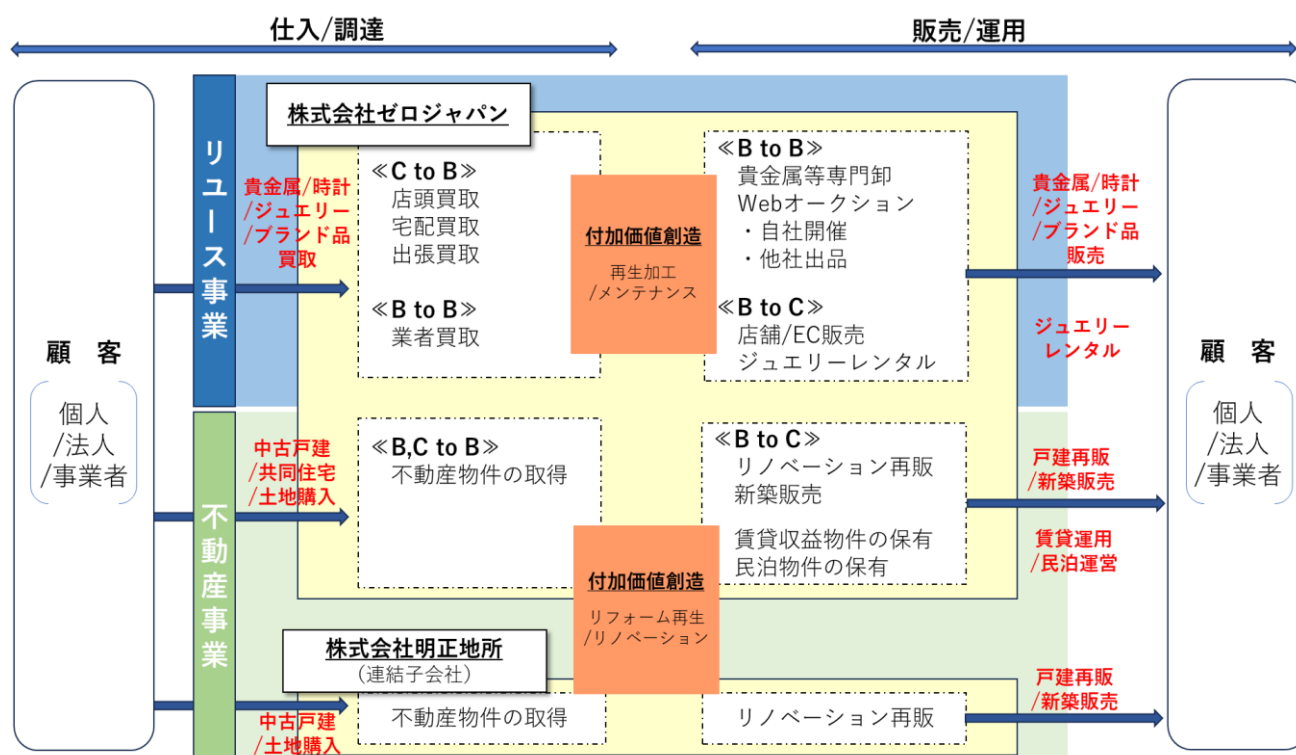 仕入/調達
販売/運用
顧 客
個人
/法人
/事業者
リユース事業
株式会社ゼロジャパン
貴金属/時計
/ジュエリー
/ブランド品
買取
≪C to B≫
店頭買取
宅配買取
出張買取
≪B to B≫
業者買取
付加価値創造
再生加工
/メンテナンス
≪B to B≫
貴金属等専門卸
Webオークション
・自社開催
・他社出品
≪B to C≫
店舗/EC販売
ジュエリーレンタル
貴金属/時計
/ジュエリー
/ブランド品
販売
ジュエリー
レンタル
不動産事業
中古戸建
/共同住宅
/土地購入
≪B,C to B≫
不動産物件の取得
付加価値創造
リフォーム再生
/リノベーション
≪B to C≫
リノベーション再販
新築販売
賃貸収益物件の保有
民泊物件の保有
戸建再販
/新築販売
賃貸運用
/民泊運営
株式会社明正地所
(連結子会社)
中古戸建
/土地購入
不動産物件の取得
リノベーション再販
戸建再販
/新築販売
顧 客
個人
/法人
/事業者